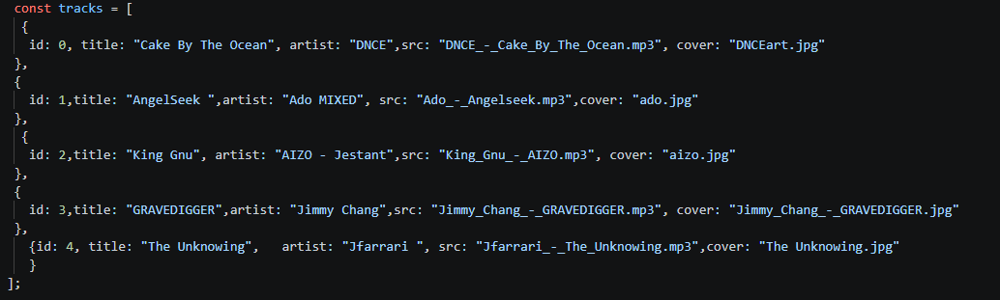 const tracks = [
{
id: 0, title: "Cake By The Ocean", artist: "DNCE",src: "DNCE_-_Cake_By_The_Ocean.mp3", cover: "DNCEart.jpg"
},
{
id: 1,title: "AngelSeek ",artist: "Ado MIXED", src: "Ado_-_Angelseek.mp3",cover: "ado.jpg"
},
{
id: 2,title: "King Gnu", artist: "AIZO - Jestant",src: "King_Gnu_-_AIZO.mp3", cover: "aizo.jpg"
},
{
id: 3,title: "GRAVEDIGGER",artist: "Jimmy Chang",src: "Jimmy_Chang_-_GRAVEDIGGER.mp3", cover: "Jimmy_Chang_-_GRAVEDIGGER.jpg"
},
{id: 4, title: "The Unknowing",   artist: "Jfarrari ", src: "Jfarrari_-_The_Unknowing.mp3",cover: "The Unknowing.jpg"
}
];